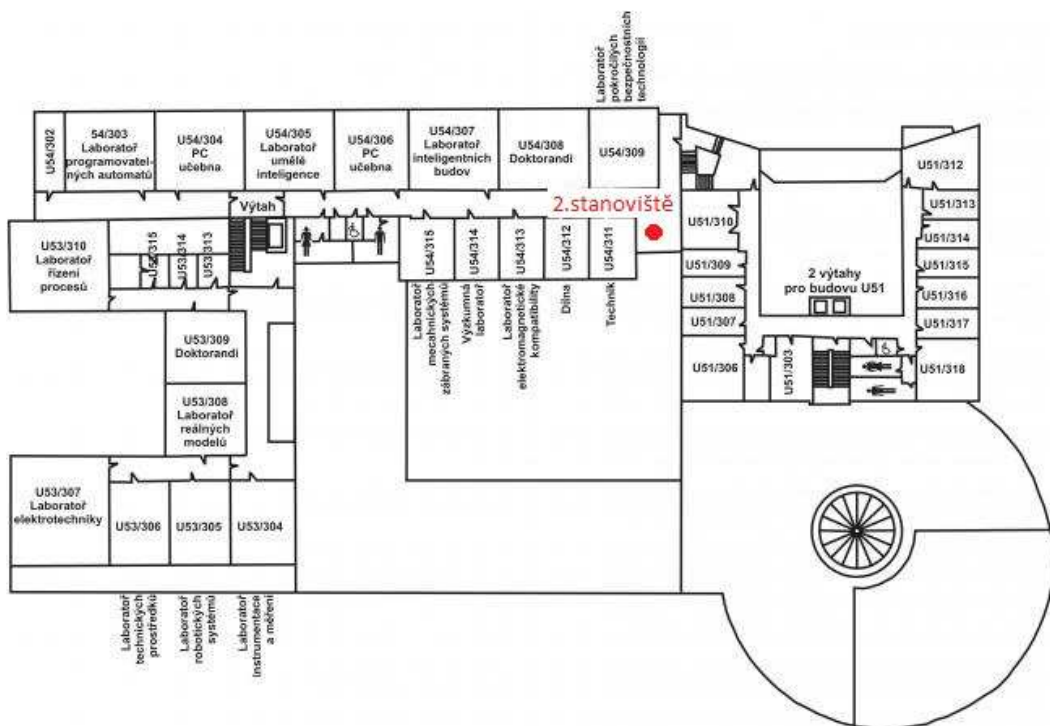 Laboratoř
pokročilých
bezpečnostních
technologií
U54/302
54/303
Laboratoř
programovatel-
ných automatů
U54/304
PC
učebna
U54/305
Laboratoř
umělé
inteligence
U54/306
PC
učebna
U54/307
Laboratoř
inteligentních
budov
U54/308
Doktorandi
U54/309
U51/312
Výtah
2.stanoviště
U51/310
U51/313
U53/310
Laboratoř
řízení
procesů
U53/314
U53/313
U54/315
U54/314
U54/313
U54/312
U54/311
U51/314
U51/309
U51/315
2 výtahy
pro budovu U51
U51/308
U51/316
U51/307
U51/317
Laboratoř
mecahnických
zábraných systémů
Výzkumná
laboratoř
Laboratoř
elektromagnetické
kompatibility
Dílna
Technik
U53/309
Doktorandi
U51/306
U51/303
U51/318
U53/308
Laboratoř
reálných
modelů
U53/307
Laboratoř
elektrotechniky
U53/306
U53/305
U53/304
Laboratoř
technických
prostředků
Laboratoř
robotických
systémů
Laboratoř
Instrumentace
a měření